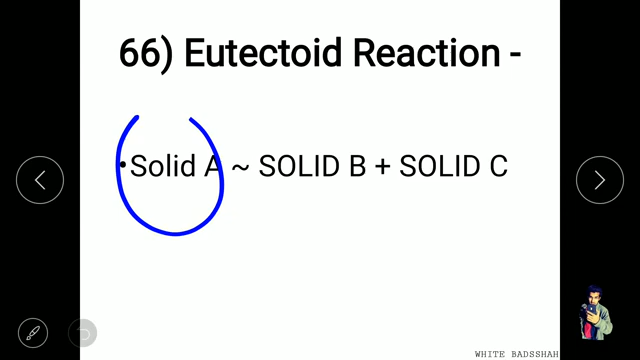 66) Eutectoid Reaction -
•Solid A ~ SOLID B + SOLID C
WHITE BADSSHAH